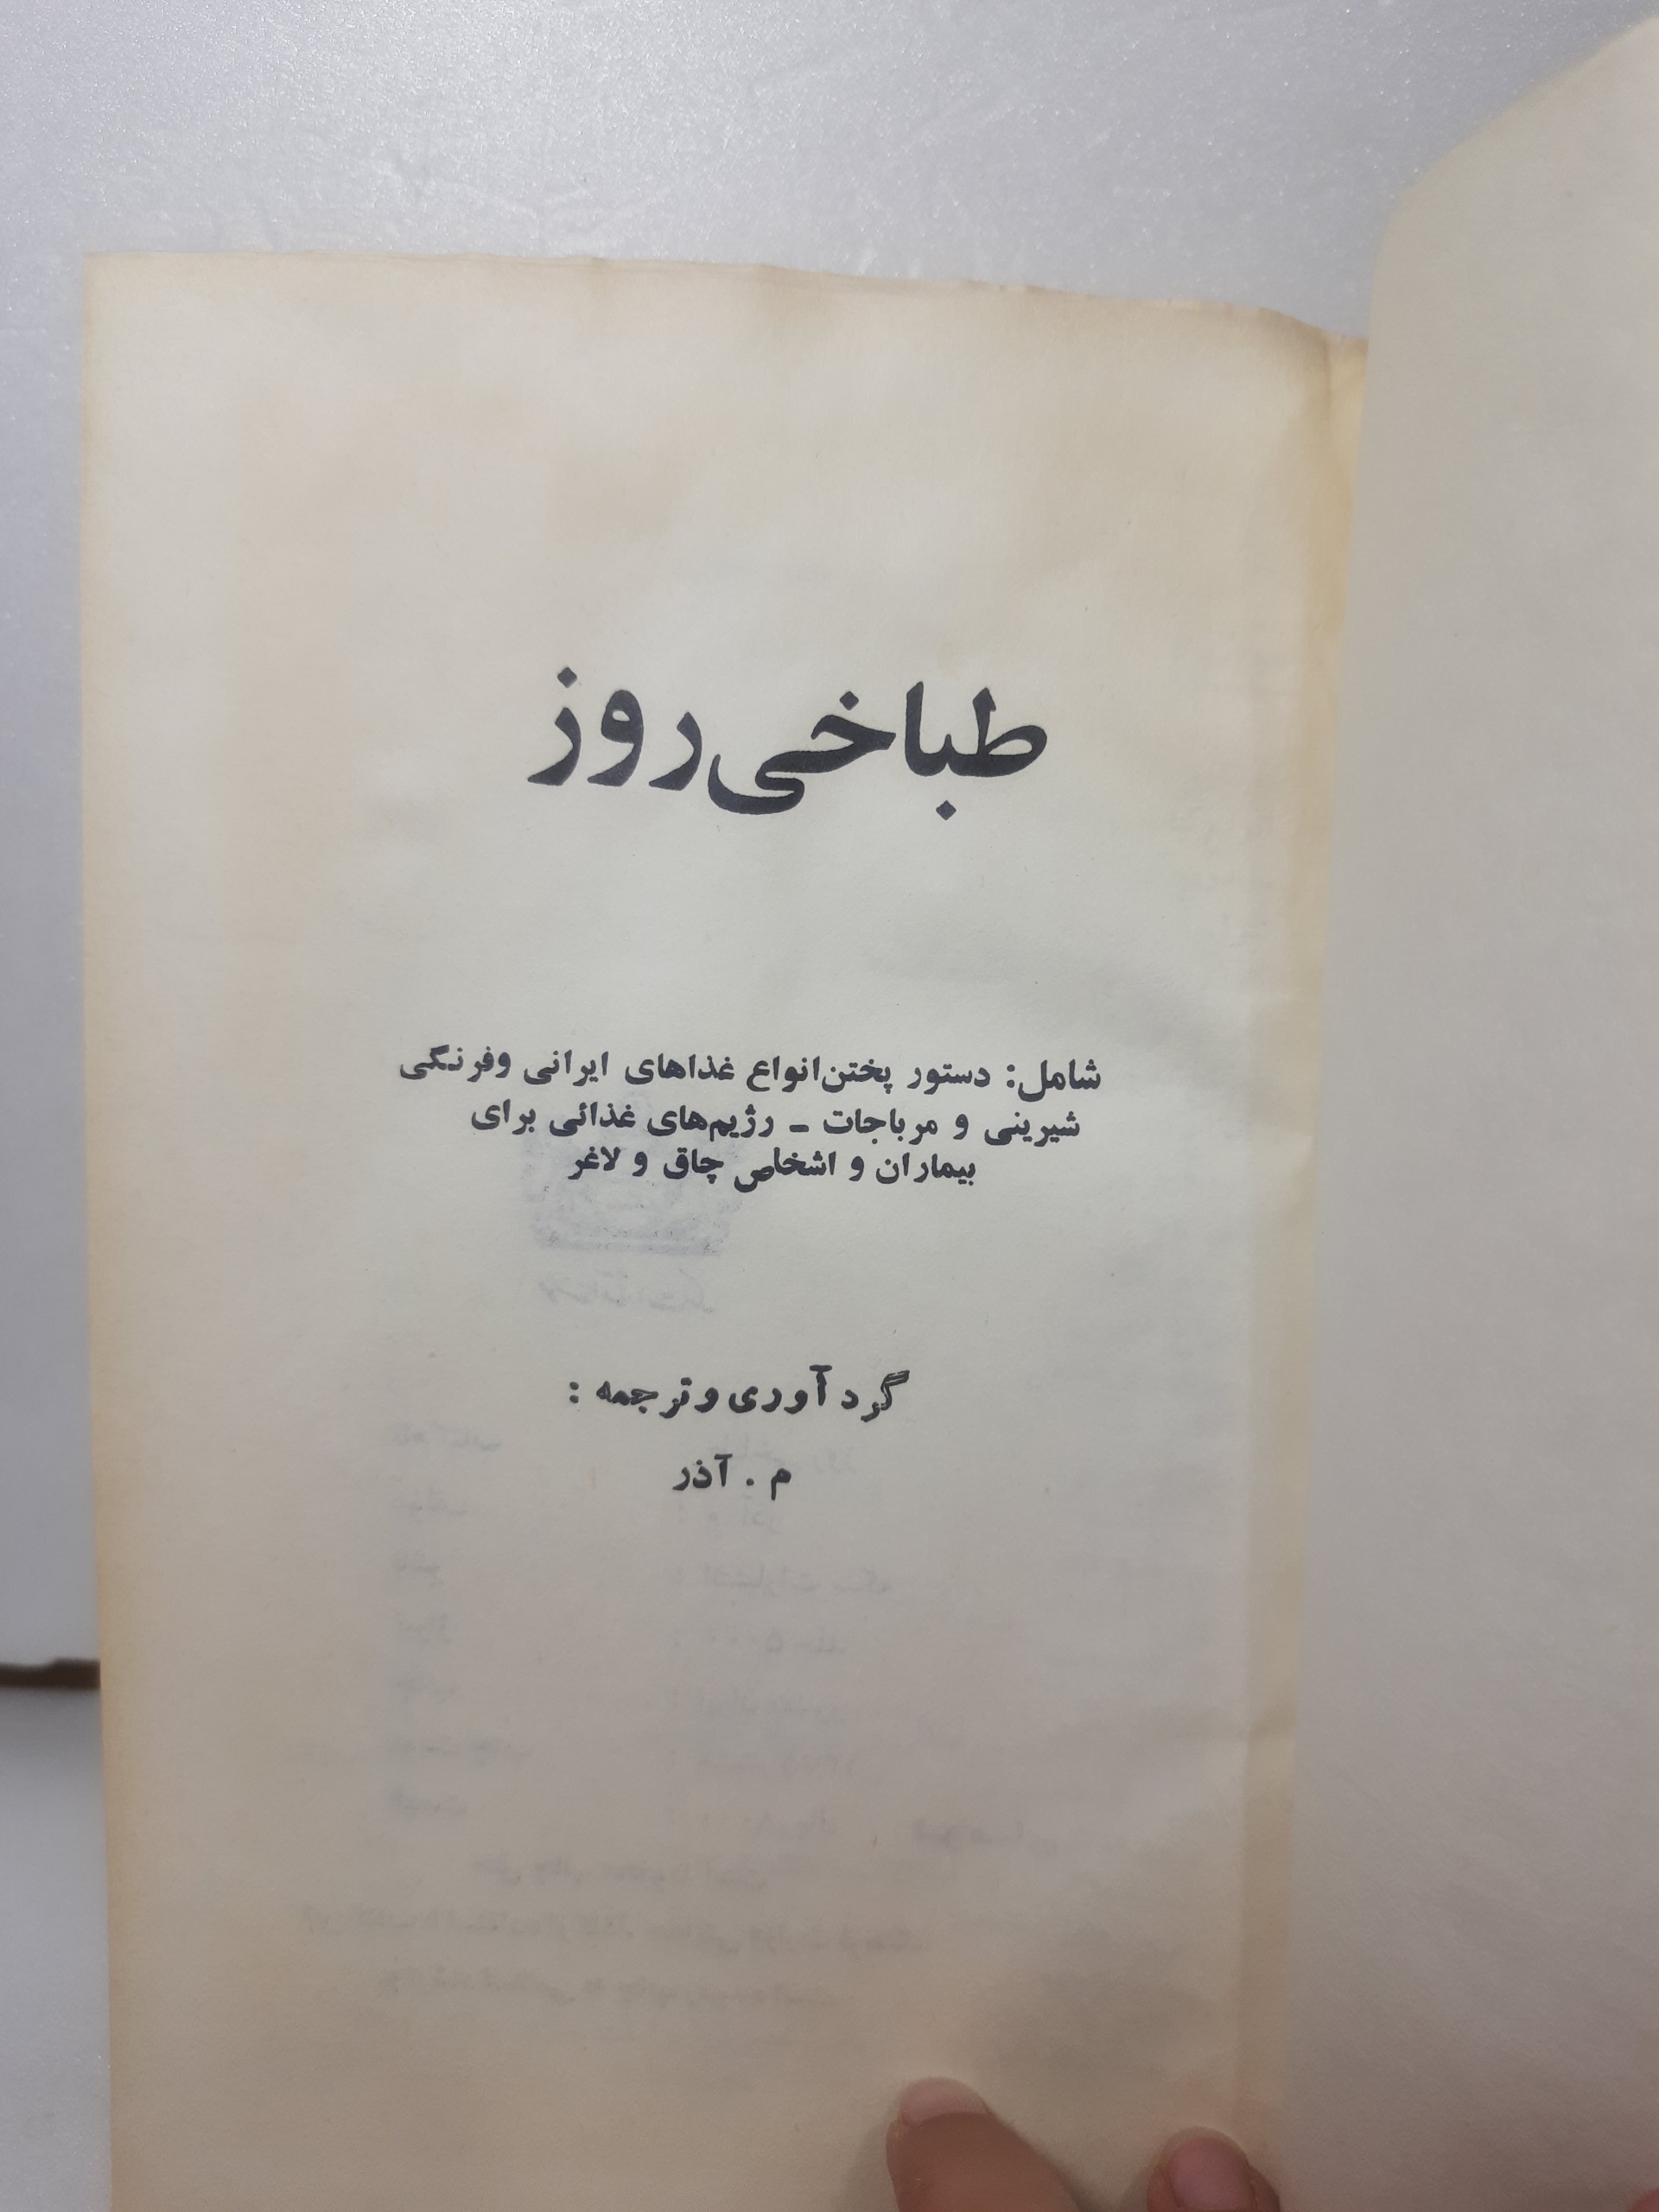 طباخی روز
شامل: دستور پختن انواع غذاهای ایرانی و فرنگی
شیرینی و مرباجات - رژیم‌های غذائی برای
بیماران و اشخاص چاق و لاغر
گرد آوری و ترجمه :
م . آذر